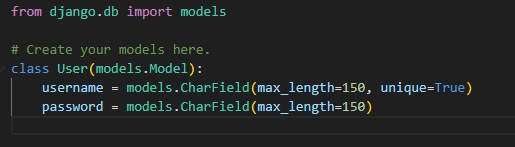 from django.db import models
# Create your models here.
class User(models.Model):
username = models.CharField(max_length=150, unique=True)
password = models.CharField(max_length=150)